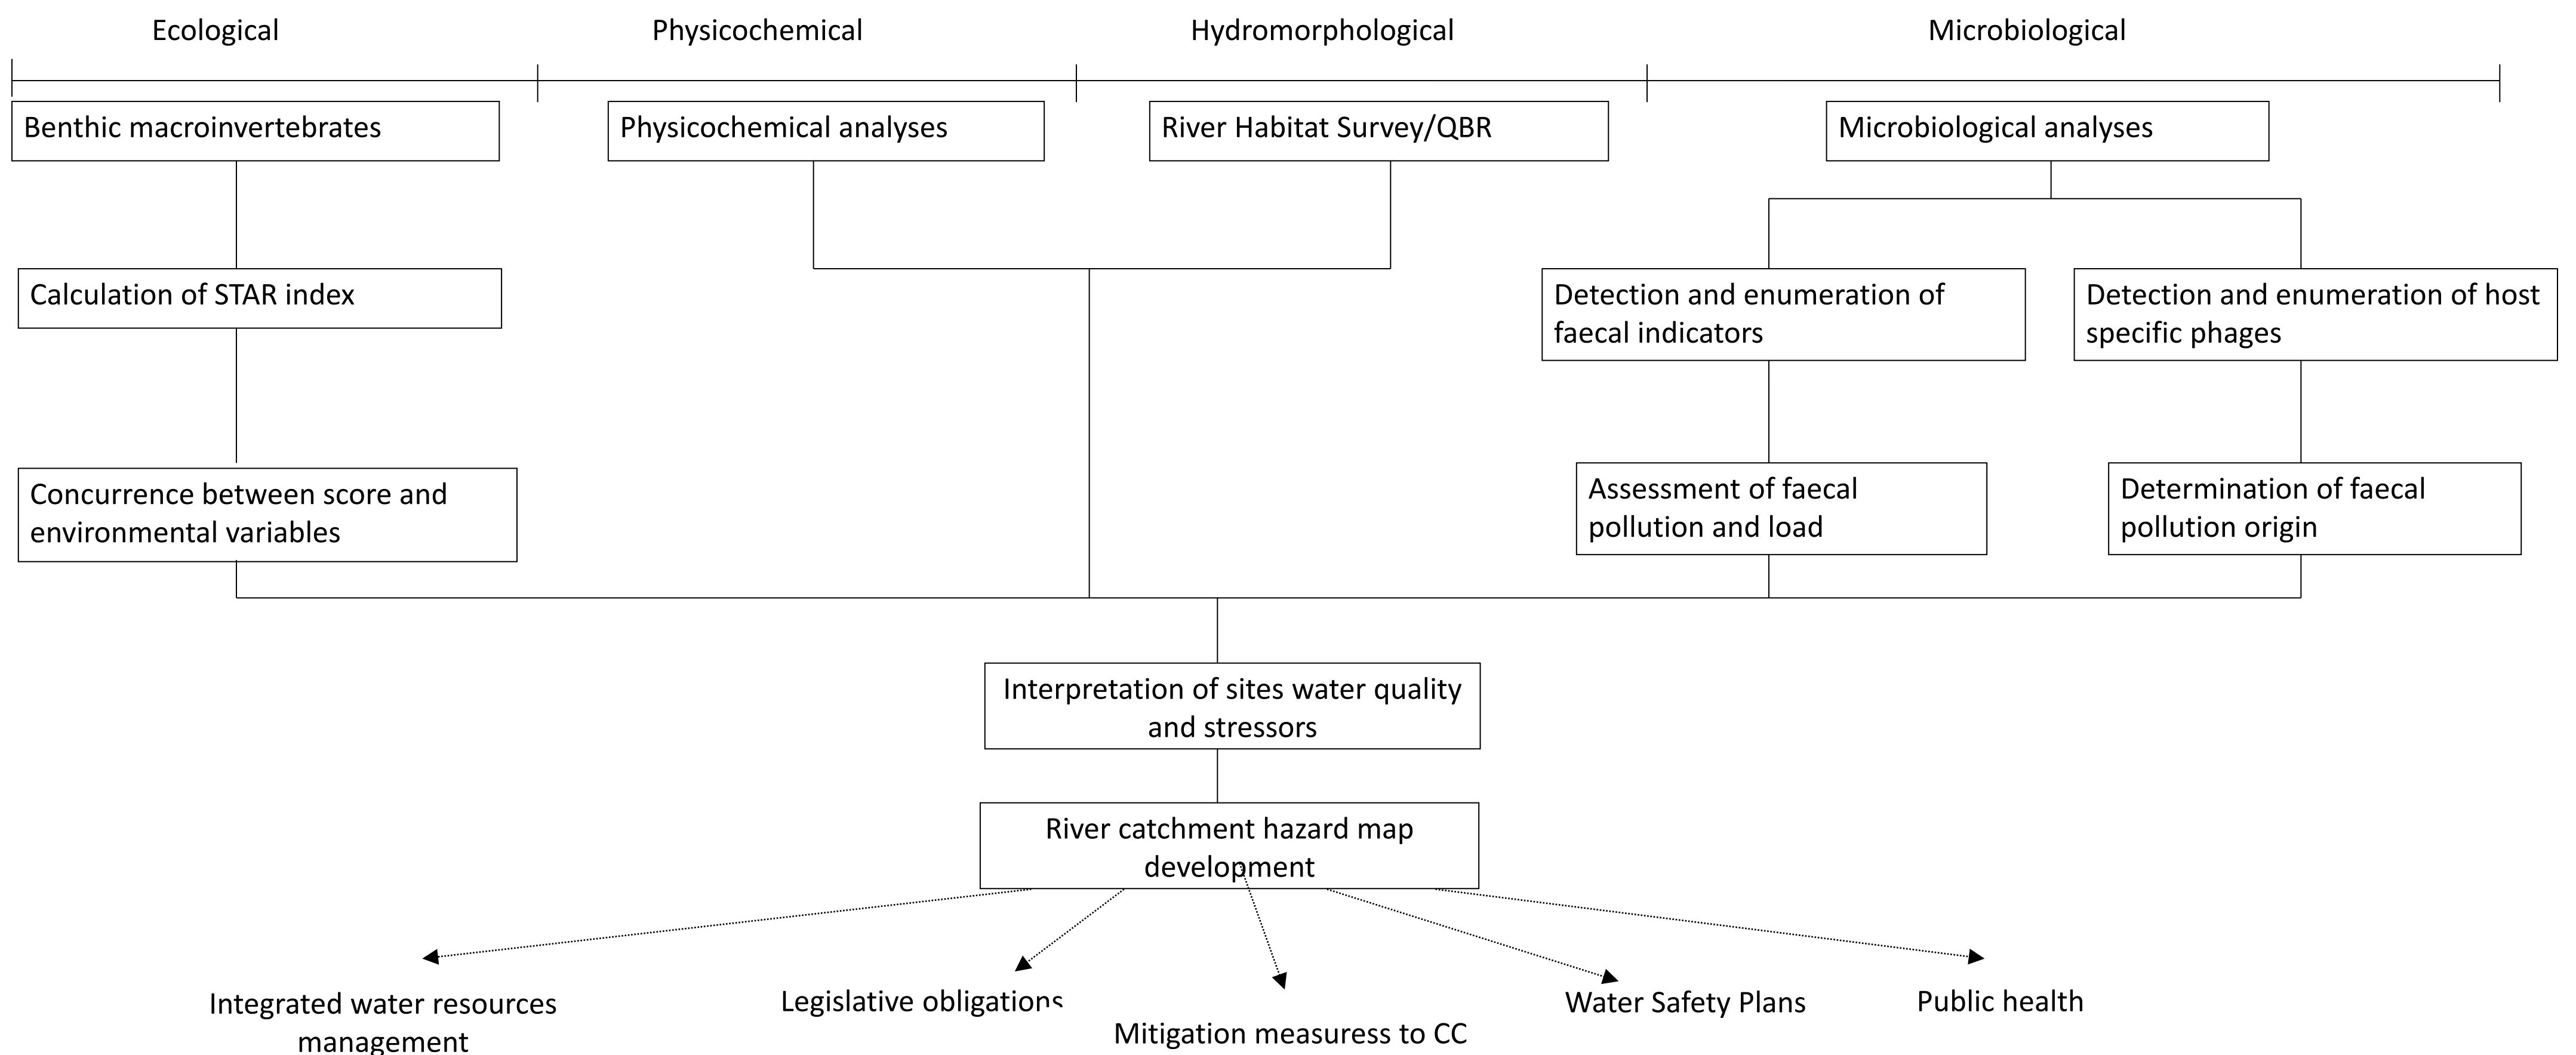 Ecological
Physicochemical
Hydromorphological
Microbiological
Benthic macroinvertebrates
Physicochemical analyses
River Habitat Survey/QBR
Microbiological analyses
Calculation of STAR index
Detection and enumeration of
faecal indicators
Detection and enumeration of host
specific phages
Concurrence between score and
environmental variables
Assessment of faecal
pollution and load
Determination of faecal
pollution origin
Interpretation of sites water quality
and stressors
River catchment hazard map
development
Integrated water resources
management
Legislative obligations
Mitigation measuress to CC
Water Safety Plans
Public health